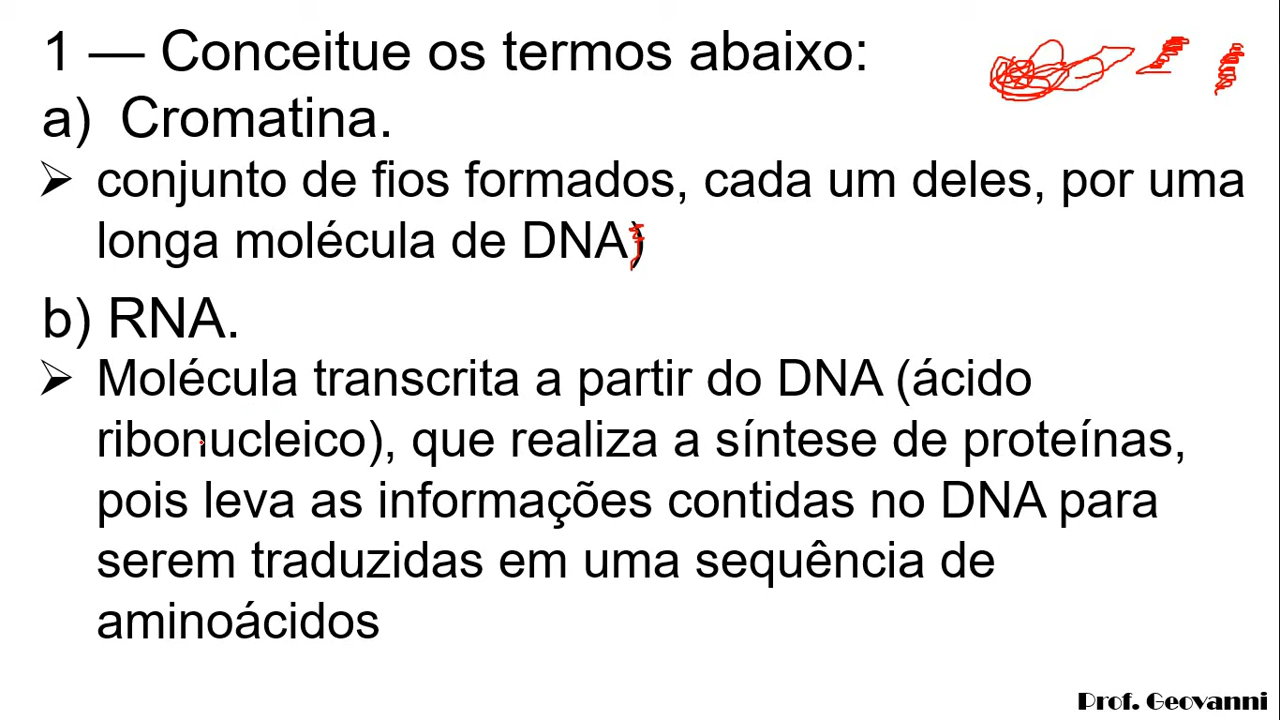 1 — Conceitue os termos abaixo:
a) Cromatina.
➢ conjunto de fios formados, cada um deles, por uma
longa molécula de DNA)
b) RNA.
➢ Molécula transcrita a partir do DNA (ácido
ribonucleico), que realiza a síntese de proteínas,
pois leva as informações contidas no DNA para
serem traduzidas em uma sequência de
aminoácidos
Prof. Geovanni